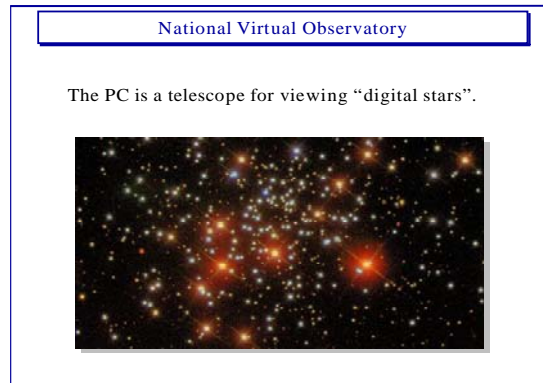 National Virtual Observatory
The PC is a telescope for viewing “digital stars”.